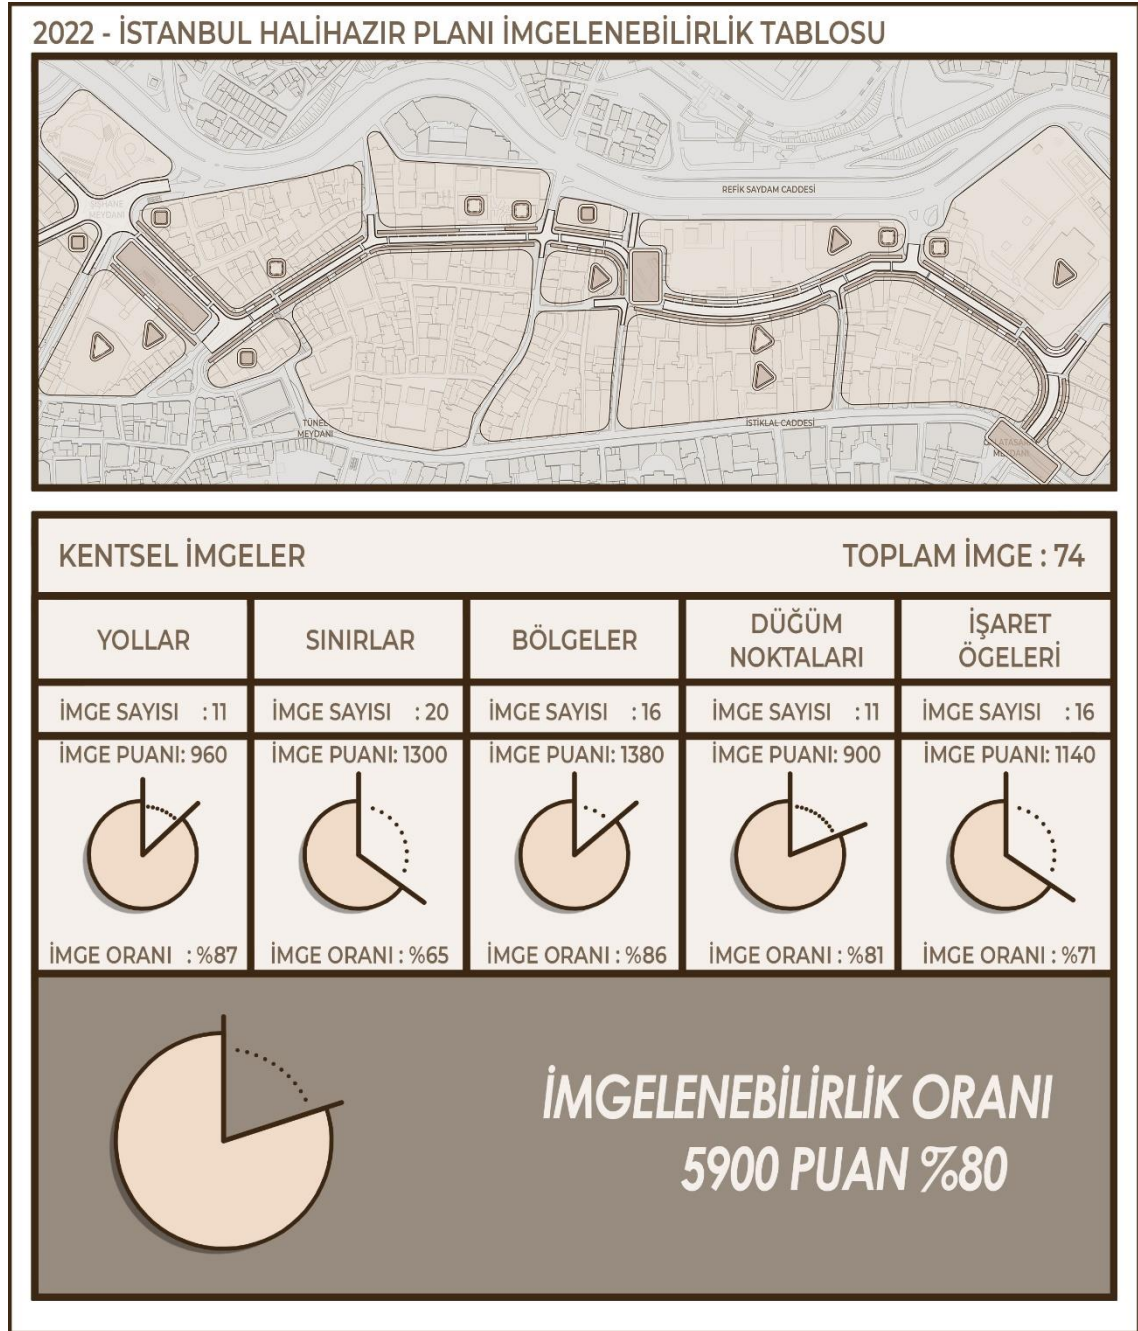 2022 - İSTANBUL HALİHAZIR PLANI İMGELENEBİLİRLİK TABLOSU
REFİK SAYDAM CADDESİ
ŞİŞHANE
MEYDANI
TÜNEL
MEYDANI
İSTİKLAL CADDESİ
KENTSEL İMGELER
TOPLAM İMGE : 74
YOLLAR
SINIRLAR
BÖLGELER
DÜĞÜM
NOKTALARI
İŞARET
ÖGELERİ
İMGE SAYISI : 11
İMGE SAYISI : 20
İMGE SAYISI : 16
İMGE SAYISI : 11
İMGE SAYISI : 16
İMGE PUANI: 960
İMGE PUANI: 1300
İMGE PUANI: 1380
İMGE PUANI: 900
İMGE PUANI: 1140
İMGE ORANI : %87
İMGE ORANI : %65
İMGE ORANI : %86
İMGE ORANI : %81
İMGE ORANI : %71
İMGELENEBİLİRLİK ORANI
5900 PUAN %80